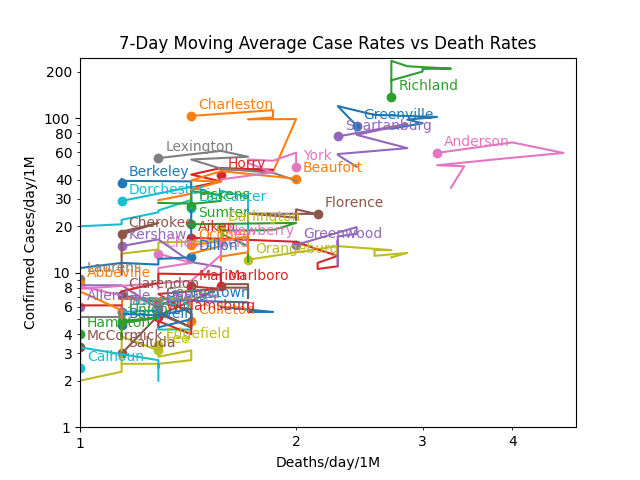 7-Day Moving Average Case Rates vs Death Rates
Confirmed Cases/day/1M
200
100
80
60
40
30
20
10
8
6
4
3
2
1
Richland
Charleston
Greenville
Spartanburg
Anderson
Lexington
York
Horry
Beaufort
Berkeley
Dorchester
Lancaster
Pickens
Florence
Sumter
Darlington
Cherokee
Aiken
Newberry
Greenwood
Kershaw
Dillon
Orangeburg
Laurens
Abbeville
Marion
Marlboro
Clarendon
Georgetown
Allendale
Williamsburg
Colleton
Hampton
McCormick
Edgefield
Lee
Saluda
Calhoun
1
2
3
4
Deaths/day/1M